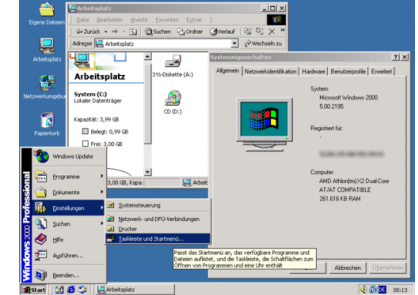 Eigene Dateien
Arbeitsplatz
Netzwerkumgebung
Papierkorb
Arbeitsplatz
Datei Bearbeiten Ansicht Favoriten Extras ?
Zurück
Suchen
Ordner
Verlauf
Adresse
Arbeitsplatz
Wechseln zu
Arbeitsplatz
System (C:)
Lokaler Datenträger
Kapazität: 3,99 GB
Belegt: 0,99 GB
Frei: 3,00 GB
3½-Diskette (A:)
CD (D:)
3,00 GB, Kapa
Arbeit
Systemeigenschaften
? X
Allgemein
Netzwerkidentifikation
Hardware
Benutzerprofile
Erweitert
System:
Microsoft Windows 2000
5.00.2195
Registriert für:
Computer:
AMD Athlon(tm) X2 Dual-Core
AT/AT COMPATIBLE
261.616 KB RAM
Abbrechen
Übernehmen
Windows 2000 Professional
Windows Update
Programme
Dokumente
Einstellungen
Suchen
Hilfe
Ausführen...
Beenden...
Systemsteuerung
Netzwerk- und DFÜ-Verbindungen
Drucker
Taskleiste und Startmenü...
Passt das Startmenü an, das verfügbare Programme und
Dateien auflistet, und die Taskleiste, die Schaltflächen zum
Öffnen von Programmen und eine Uhr enthält
Start
Arbeitsplatz
00:13